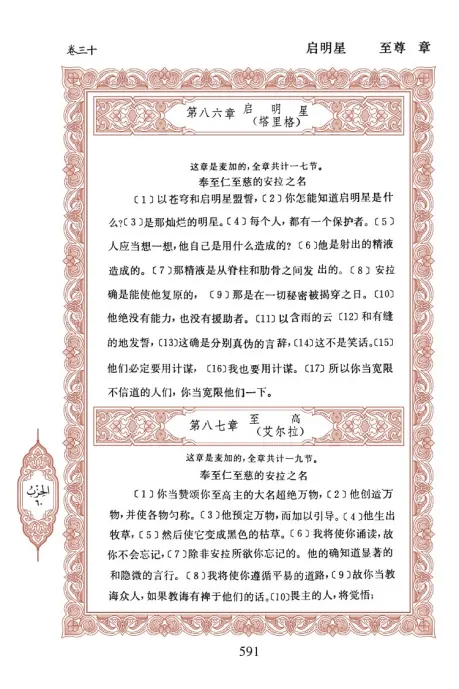 卷三十
启明星 至尊 章
第八六章 启明星
(塔里格)
这章是麦加的,全章共计一七节。
奉至仁至慈的安拉之名
〔1〕以苍穹和启明星盟誓,〔2〕你怎能知道启明星是什
么?〔3〕是那灿烂的明星。〔4〕每个人,都有一个保护者。〔5〕
人应当想一想,他自己是用什么造成的?〔6〕他是射出的精液
造成的。〔7〕那精液是从脊柱和肋骨之间发出的。〔8〕安拉
确是能使他复原的,〔9〕那是在一切秘密被揭穿之日。〔10〕
他绝没有能力,也没有援助者。〔11〕以含雨的云〔12〕和有缝
的地发誓,〔13〕这确是分别真伪的言辞,〔14〕这不是笑话。〔15〕
他们必定要用计谋,〔16〕我也要用计谋。〔17〕所以你当宽限
不信道的人们,你当宽限他们一下。
第八七章 至高
(艾尔拉)
这章是麦加的,全章共计一九节。
奉至仁至慈的安拉之名
〔1〕你当赞颂你至高主的大名超绝万物,〔2〕他创造万
物,并使各物匀称。〔3〕他预定万物,而加以引导。〔4〕他生出
牧草,〔5〕然后使它变成黑色的枯草。〔6〕我将使你诵读,故
你不会忘记,〔7〕除非安拉所欲你忘记的。他的确知道显著的
和隐微的言行。〔8〕我将使你遵循平易的道路,〔9〕故你当教
诲众人,如果教诲有裨于他们的话。〔10〕畏主的人,将觉悟;
الحزب
٦٠
591